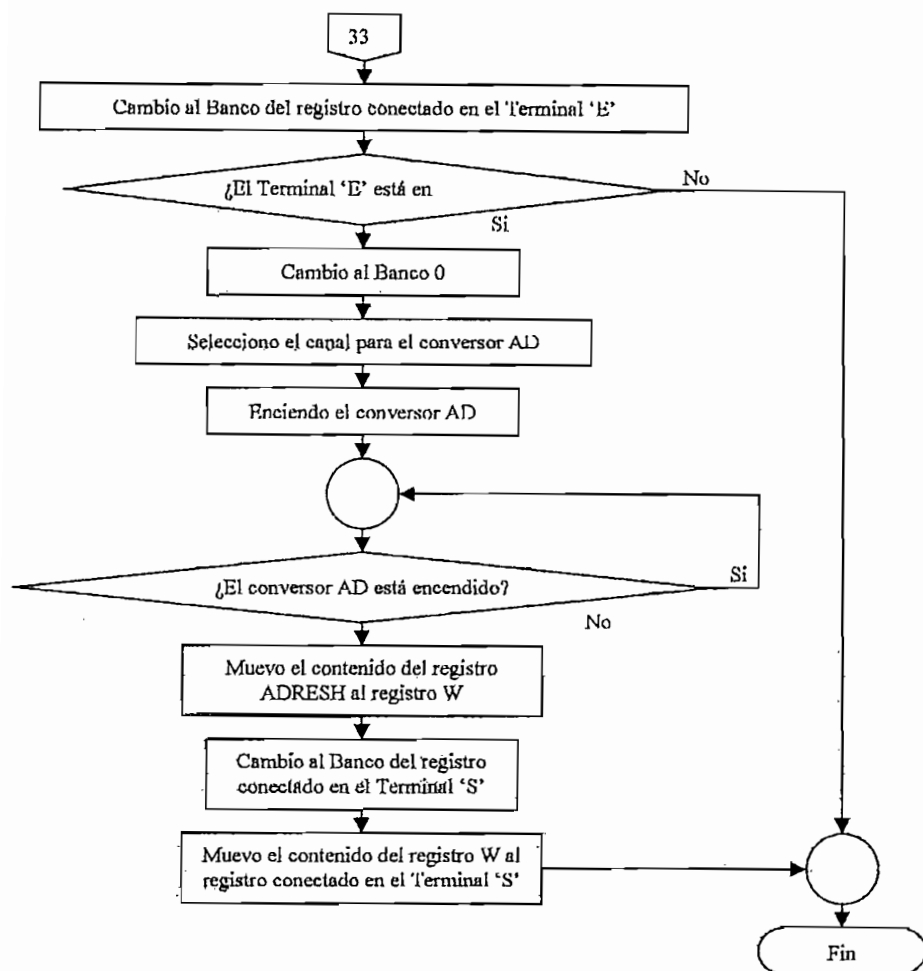 33
Cambio al Banco del registro conectado en el Terminal ‘E’
¿El Terminal ‘E’ está en
No
Si
Cambio al Banco 0
Selecciono el canal para el conversor AD
Enciendo el conversor AD
¿El conversor AD está encendido?
Si
No
Muevo el contenido del registro
ADRESH al registro W
Cambio al Banco del registro
conectado en el Terminal ‘S’
Muevo el contenido del registro W al
registro conectado en el Terminal ‘S’
Fin